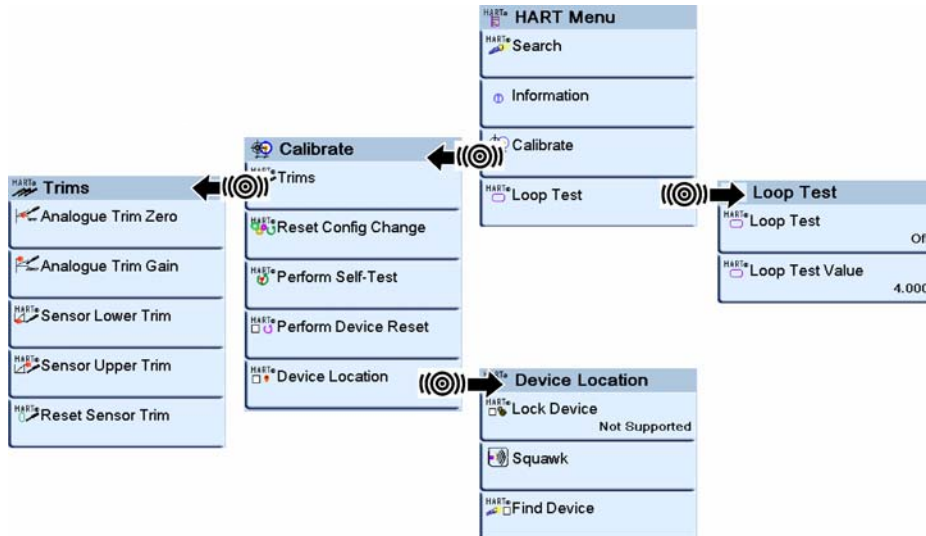 HART Menu
Search
Information
Calibrate
Loop Test
Calibrate
Trims
Reset Config Change
Perform Self-Test
Perform Device Reset
Device Location
Trims
Analogue Trim Zero
Analogue Trim Gain
Sensor Lower Trim
Sensor Upper Trim
Reset Sensor Trim
Loop Test
Loop Test
Loop Test Value
4.000
Device Location
Lock Device
Not Supported
Squawk
Find Device